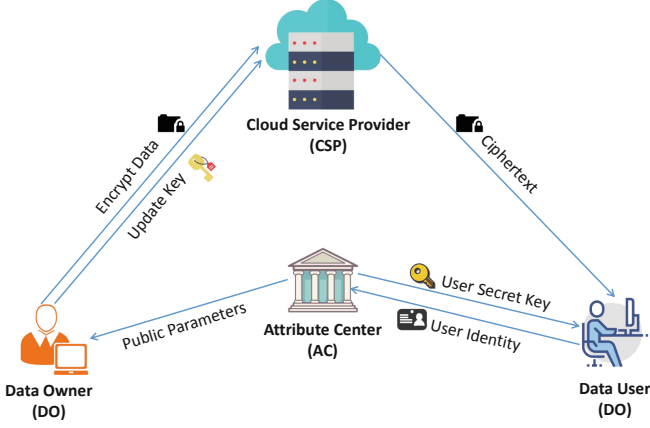 Cloud Service Provider
(CSP)
Encrypt Data
Update Key
Ciphertext
User Secret Key
User Identity
Public Parameters
Attribute Center
(AC)
Data Owner
(DO)
Data User
(DO)